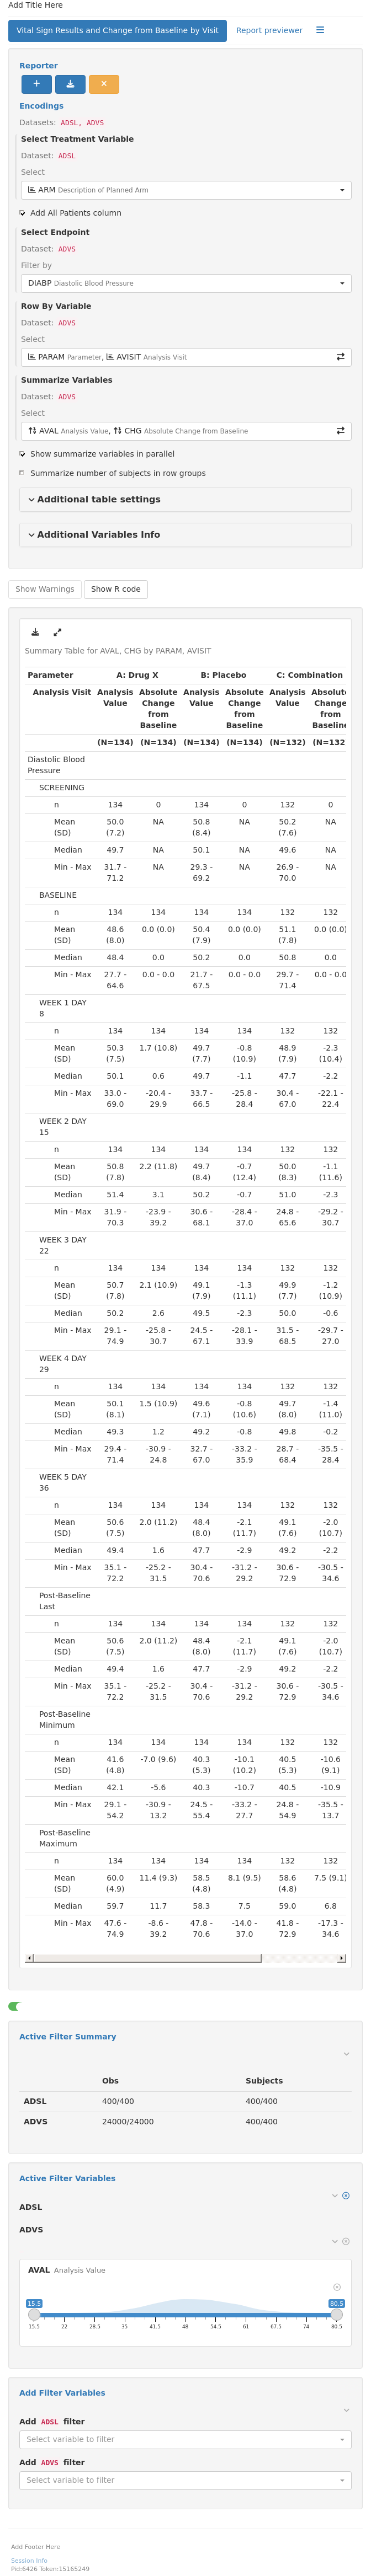 Add Title Here
Vital Sign Results and Change from Baseline by Visit Report previewer
Reporter
Encodings
Datasets: ADSL, ADVS
Select Treatment Variable
Dataset: ADSL
Select
ARM Description of Planned Arm
Add All Patients column
Select Endpoint
Dataset: ADVS
Filter by
DIABP Diastolic Blood Pressure
Row By Variable
Dataset: ADVS
Select
PARAM Parameter, AVISIT Analysis Visit
Summarize Variables
Dataset: ADVS
Select
AVAL Analysis Value, CHG Absolute Change from Baseline
Show summarize variables in parallel
Summarize number of subjects in row groups
Additional table settings
Additional Variables Info
Show Warnings Show R code
Summary Table for AVAL, CHG by PARAM, AVISIT
Parameter A: Drug X B: Placebo C: Combination
Analysis Visit Analysis Absolute Analysis Absolute Analysis Absolute
Value Change Value Change Value Change
from from from
Baseline Baseline Baseline
(N=134) (N=134) (N=134) (N=134) (N=132) (N=132
Diastolic Blood
Pressure
SCREENING
n 134 0 134 0 132 0
Mean 50.0 NA 50.8 NA 50.2 NA
(SD) (7.2) (8.4) (7.6)
Median 49.7 NA 50.1 NA 49.6 NA
Min - Max 31.7 - NA 29.3 - NA 26.9 - NA
71.2 69.2 70.0
BASELINE
n 134 134 134 134 132 132
Mean 48.6 0.0 (0.0) 50.4 0.0 (0.0) 51.1 0.0 (0.0)
(SD) (8.0) (7.9) (7.8)
Median 48.4 0.0 50.2 0.0 50.8 0.0
Min - Max 27.7 - 0.0 - 0.0 21.7 - 0.0 - 0.0 29.7 - 0.0 - 0.0
64.6 67.5 71.4
WEEK 1 DAY
8
n 134 134 134 134 132 132
Mean 50.3 1.7 (10.8) 49.7 -0.8 48.9 -2.3
(SD) (7.5) (7.7) (10.9) (7.9) (10.4)
Median 50.1 0.6 49.7 -1.1 47.7 -2.2
Min - Max 33.0 - -20.4 - 33.7 - -25.8 - 30.4 - -22.1 -
69.0 29.9 66.5 28.4 67.0 22.4
WEEK 2 DAY
15
n 134 134 134 134 132 132
Mean 50.8 2.2 (11.8) 49.7 -0.7 50.0 -1.1
(SD) (7.8) (8.4) (12.4) (8.3) (11.6)
Median 51.4 3.1 50.2 -0.7 51.0 -2.3
Min - Max 31.9 - -23.9 - 30.6 - -28.4 - 24.8 - -29.2 -
70.3 39.2 68.1 37.0 65.6 30.7
WEEK 3 DAY
22
n 134 134 134 134 132 132
Mean 50.7 2.1 (10.9) 49.1 -1.3 49.9 -1.2
(SD) (7.8) (7.9) (11.1) (7.7) (10.9)
Median 50.2 2.6 49.5 -2.3 50.0 -0.6
Min - Max 29.1 - -25.8 - 24.5 - -28.1 - 31.5 - -29.7 -
74.9 30.7 67.1 33.9 68.5 27.0
WEEK 4 DAY
29
n 134 134 134 134 132 132
Mean 50.1 1.5 (10.9) 49.6 -0.8 49.7 -1.4
(SD) (8.1) (7.1) (10.6) (8.0) (11.0)
Median 49.3 1.2 49.2 -0.8 49.8 -0.2
Min - Max 29.4 - -30.9 - 32.7 - -33.2 - 28.7 - -35.5 -
71.4 24.8 67.0 35.9 68.4 28.4
WEEK 5 DAY
36
n 134 134 134 134 132 132
Mean 50.6 2.0 (11.2) 48.4 -2.1 49.1 -2.0
(SD) (7.5) (8.0) (11.7) (7.6) (10.7)
Median 49.4 1.6 47.7 -2.9 49.2 -2.2
Min - Max 35.1 - -25.2 - 30.4 - -31.2 - 30.6 - -30.5 -
72.2 31.5 70.6 29.2 72.9 34.6
Post-Baseline
Last
n 134 134 134 134 132 132
Mean 50.6 2.0 (11.2) 48.4 -2.1 49.1 -2.0
(SD) (7.5) (8.0) (11.7) (7.6) (10.7)
Median 49.4 1.6 47.7 -2.9 49.2 -2.2
Min - Max 35.1 - -25.2 - 30.4 - -31.2 - 30.6 - -30.5 -
72.2 31.5 70.6 29.2 72.9 34.6
Post-Baseline
Minimum
n 134 134 134 134 132 132
Mean 41.6 -7.0 (9.6) 40.3 -10.1 40.5 -10.6
(SD) (4.8) (5.3) (10.2) (5.3) (9.1)
Median 42.1 -5.6 40.3 -10.7 40.5 -10.9
Min - Max 29.1 - -30.9 - 24.5 - -33.2 - 24.8 - -35.5 -
54.2 13.2 55.4 27.7 54.9 13.7
Post-Baseline
Maximum
n 134 134 134 134 132 132
Mean 60.0 11.4 (9.3) 58.5 8.1 (9.5) 58.6 7.5 (9.1)
(SD) (4.9) (4.8) (4.8)
Median 59.7 11.7 58.3 7.5 59.0 6.8
Min - Max 47.6 - -8.6 - 47.8 - -14.0 - 41.8 - -17.3 -
74.9 39.2 70.6 37.0 72.9 34.6
Active Filter Summary
Obs Subjects
ADSL 400/400 400/400
ADVS 24000/24000 400/400
Active Filter Variables
ADSL
ADVS
AVAL Analysis Value
15.5 80.5
15.5 22 28.5 35 41.5 48 54.5 61 67.5 74 80.5
Add Filter Variables
Add ADSL filter
Select variable to filter
Add ADVS filter
Select variable to filter
Add Footer Here
Session Info
Pid:6426 Token:15165249